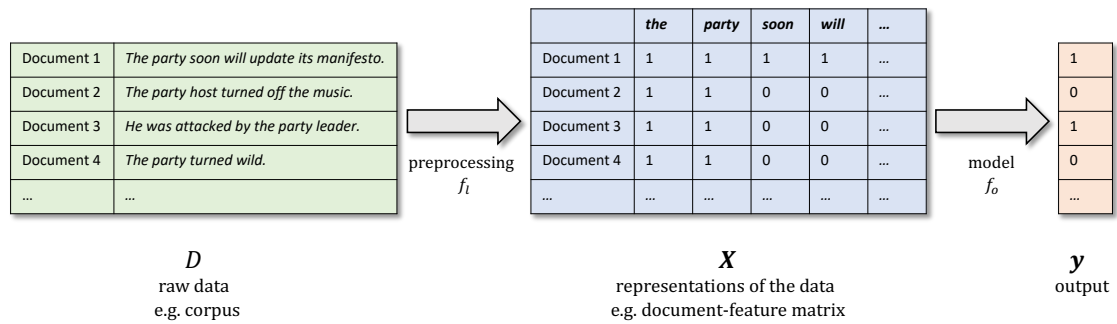 the party soon will ...
Document 1 The party soon will update its manifesto. Document 1 1 1 1 1 ... 1
Document 2 The party host turned off the music. Document 2 1 1 0 0 ... 0
Document 3 He was attacked by the party leader. Document 3 1 1 0 0 ... 1
Document 4 The party turned wild. Document 4 1 1 0 0 ... 0
... ... ... ... ... ... ... ... ...
preprocessing
f_l
model
f_o
D X y
raw data representations of the data output
e.g. corpus e.g. document-feature matrix